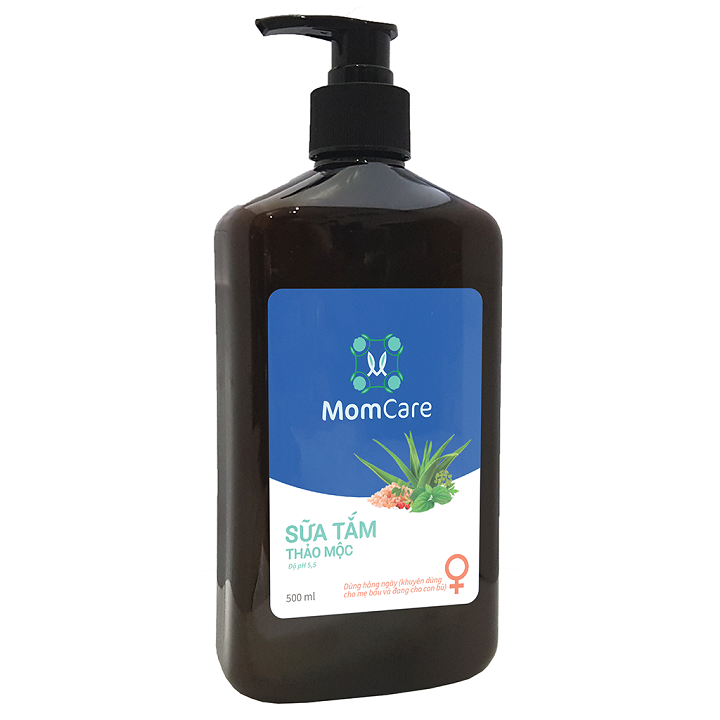 MomCare
SỮA TẮM
THẢO MỘC
Độ pH 5,5
Dùng hằng ngày (khuyên dùng
cho mẹ bầu và đang cho con bú)
500 ml